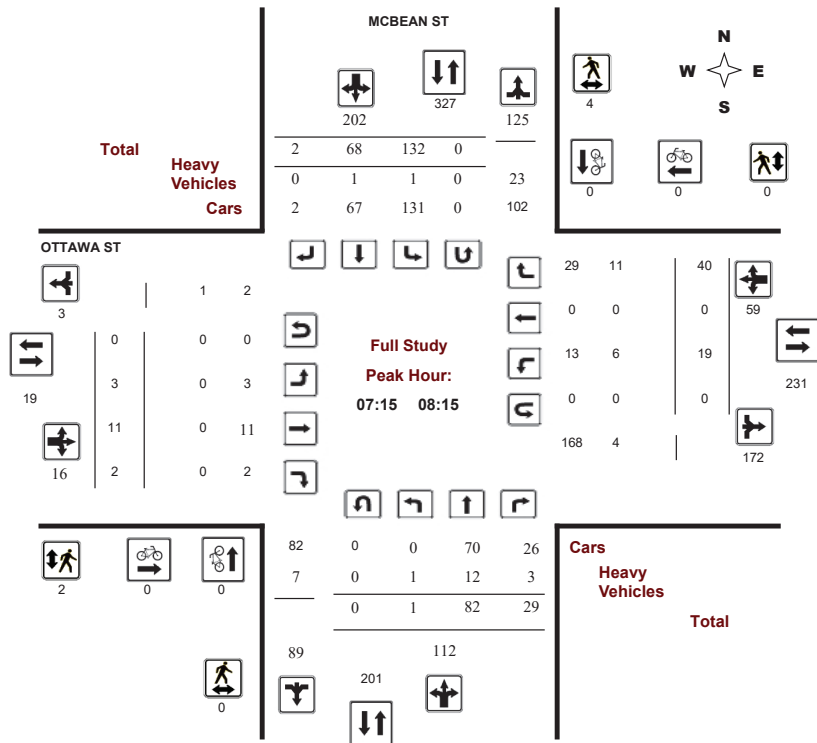 MCBEAN ST
N
W E
S
327
4
202 125
Total 2 68 132 0
Heavy
Vehicles 0 1 1 0 23
Cars 2 67 131 0 102
0 0 0
OTTAWA ST
29 11 40
1 2
3
0 0 0 59
0 0 0
Full Study
19
3 0 3
13 6 19
Peak Hour:
231
07:15 08:15
0 0 0
11 0 11
168 4
172
16 2 0 2
82 0 0 70 26 Cars
7 0 1 12 3 Heavy
Vehicles
2 0 0
0 1 82 29
Total
89 112
201
0